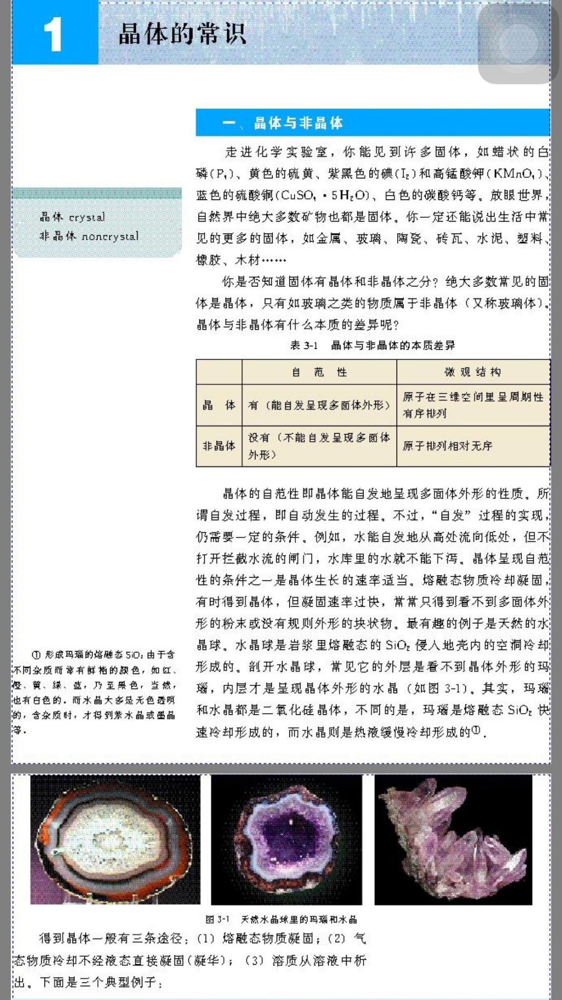 1
晶体的常识
一、晶体与非晶体
走进化学实验室，你能见到许多固体，如蜡状的白
磷(P₄)、黄色的硫黄、紫黑色的碘(I₂)和高锰酸钾(KMnO₄)、
蓝色的硫酸铜(CuSO₄·5H₂O)、白色的碳酸钙等。放眼世界，
自然界中绝大多数矿物也都是固体。你一定还能说出生活中常
见的更多的固体，如金属、玻璃、陶瓷、砖瓦、水泥、塑料、
橡胶、木材……
晶体 crystal
非晶体 noncrystal
你是否知道固体有晶体和非晶体之分？绝大多数常见的固
体是晶体，只有如玻璃之类的物质属于非晶体（又称玻璃体）。
晶体与非晶体有什么本质的差异呢？
表 3-1 晶体与非晶体的本质差异
自 范 性
微观结构
晶 体
有（能自发呈现多面体外形）
原子在三维空间里呈周期性
有序排列
非晶体
没有（不能自发呈现多面体
外形）
原子排列相对无序
晶体的自范性即晶体能自发地呈现多面体外形的性质。所
谓自发过程，即自动发生的过程。不过，“自发”过程的实现，
仍需要一定的条件。例如，水能自发地从高处流向低处，但不
打开拦截水流的闸门，水库里的水就不能下泻。晶体呈现自范
性的条件之一是晶体生长的速率适当。熔融态物质冷却凝固，
有时得到晶体，但凝固速率过快，常常只得到看不到多面体外
形的粉末或没有规则外形的块状物。最有趣的例子是天然的水
晶球。水晶球是岩浆里熔融态的 SiO₂ 侵入地壳内的空洞冷却
形成的。剖开水晶球，常见它的外层是看不到晶体外形的玛
瑙，内层才是呈现晶体外形的水晶（如图 3-1）。其实，玛瑙
和水晶都是二氧化硅晶体，不同的是，玛瑙是熔融态 SiO₂ 快
速冷却形成的，而水晶则是热液缓慢冷却形成的①.
① 形成玛瑙的熔融态 SiO₂ 由于含
不同杂质而常有鲜艳的颜色，如红、
橙、黄、绿、蓝，乃至黑色，当然，
也有白色的.而水晶大多是无色透明
的，含杂质时，才得到紫水晶或墨晶
等.
图 3-1 天然水晶球里的玛瑙和水晶
得到晶体一般有三条途径：(1) 熔融态物质凝固；(2) 气
态物质冷却不经液态直接凝固(凝华)；(3) 溶质从溶液中析
出。下面是三个典型例子：